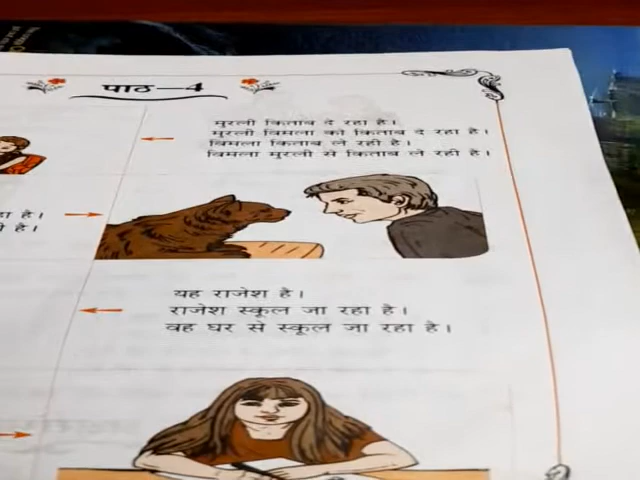 पाठ—4
मुरली किताब दे रहा है।
मुरली विमला को किताब दे रहा है।
विमला किताब ले रही है।
विमला मुरली से किताब ले रही है।
है।
है।
यह राजेश है।
राजेश स्कूल जा रहा है।
वह घर से स्कूल जा रहा है।